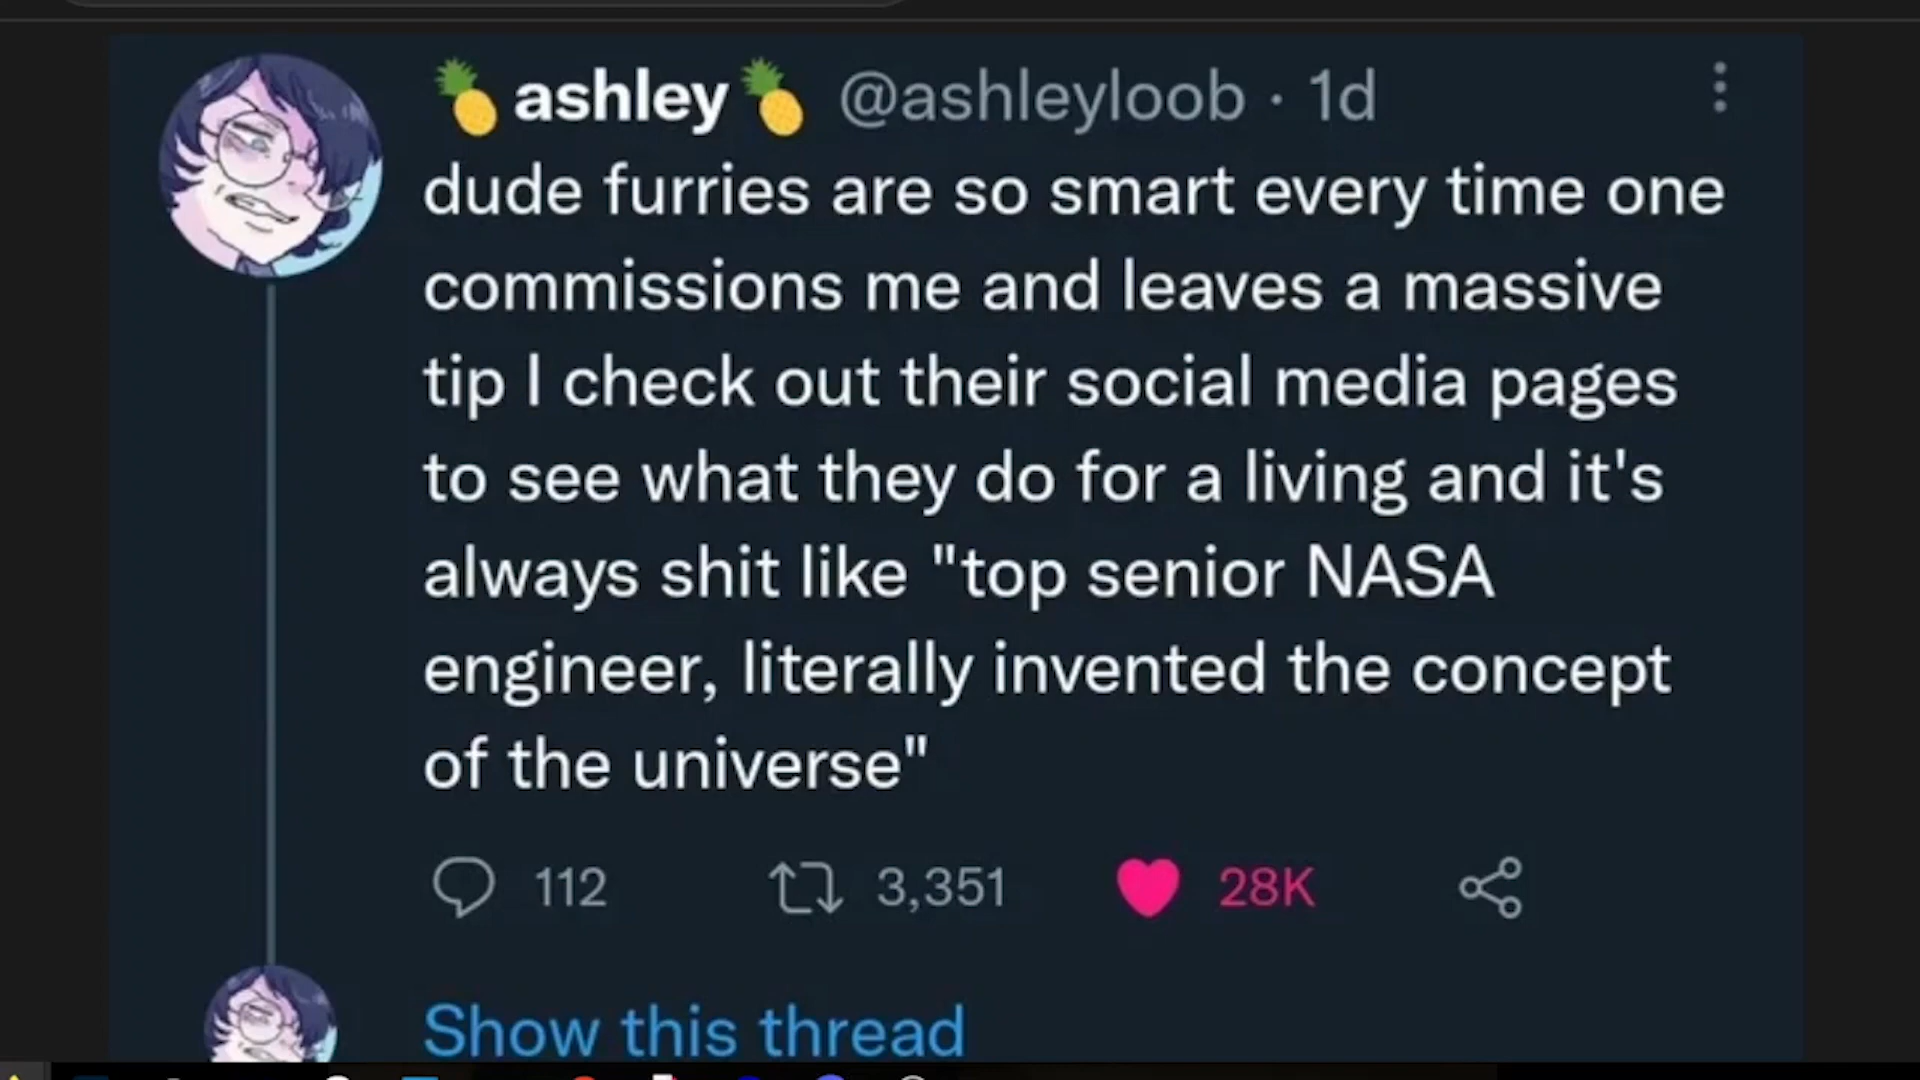 🍍ashley🍍 @ashleyloob · 1d
dude furries are so smart every time one
commissions me and leaves a massive
tip I check out their social media pages
to see what they do for a living and it's
always shit like "top senior NASA
engineer, literally invented the concept
of the universe"
112 3,351 28K
Show this thread